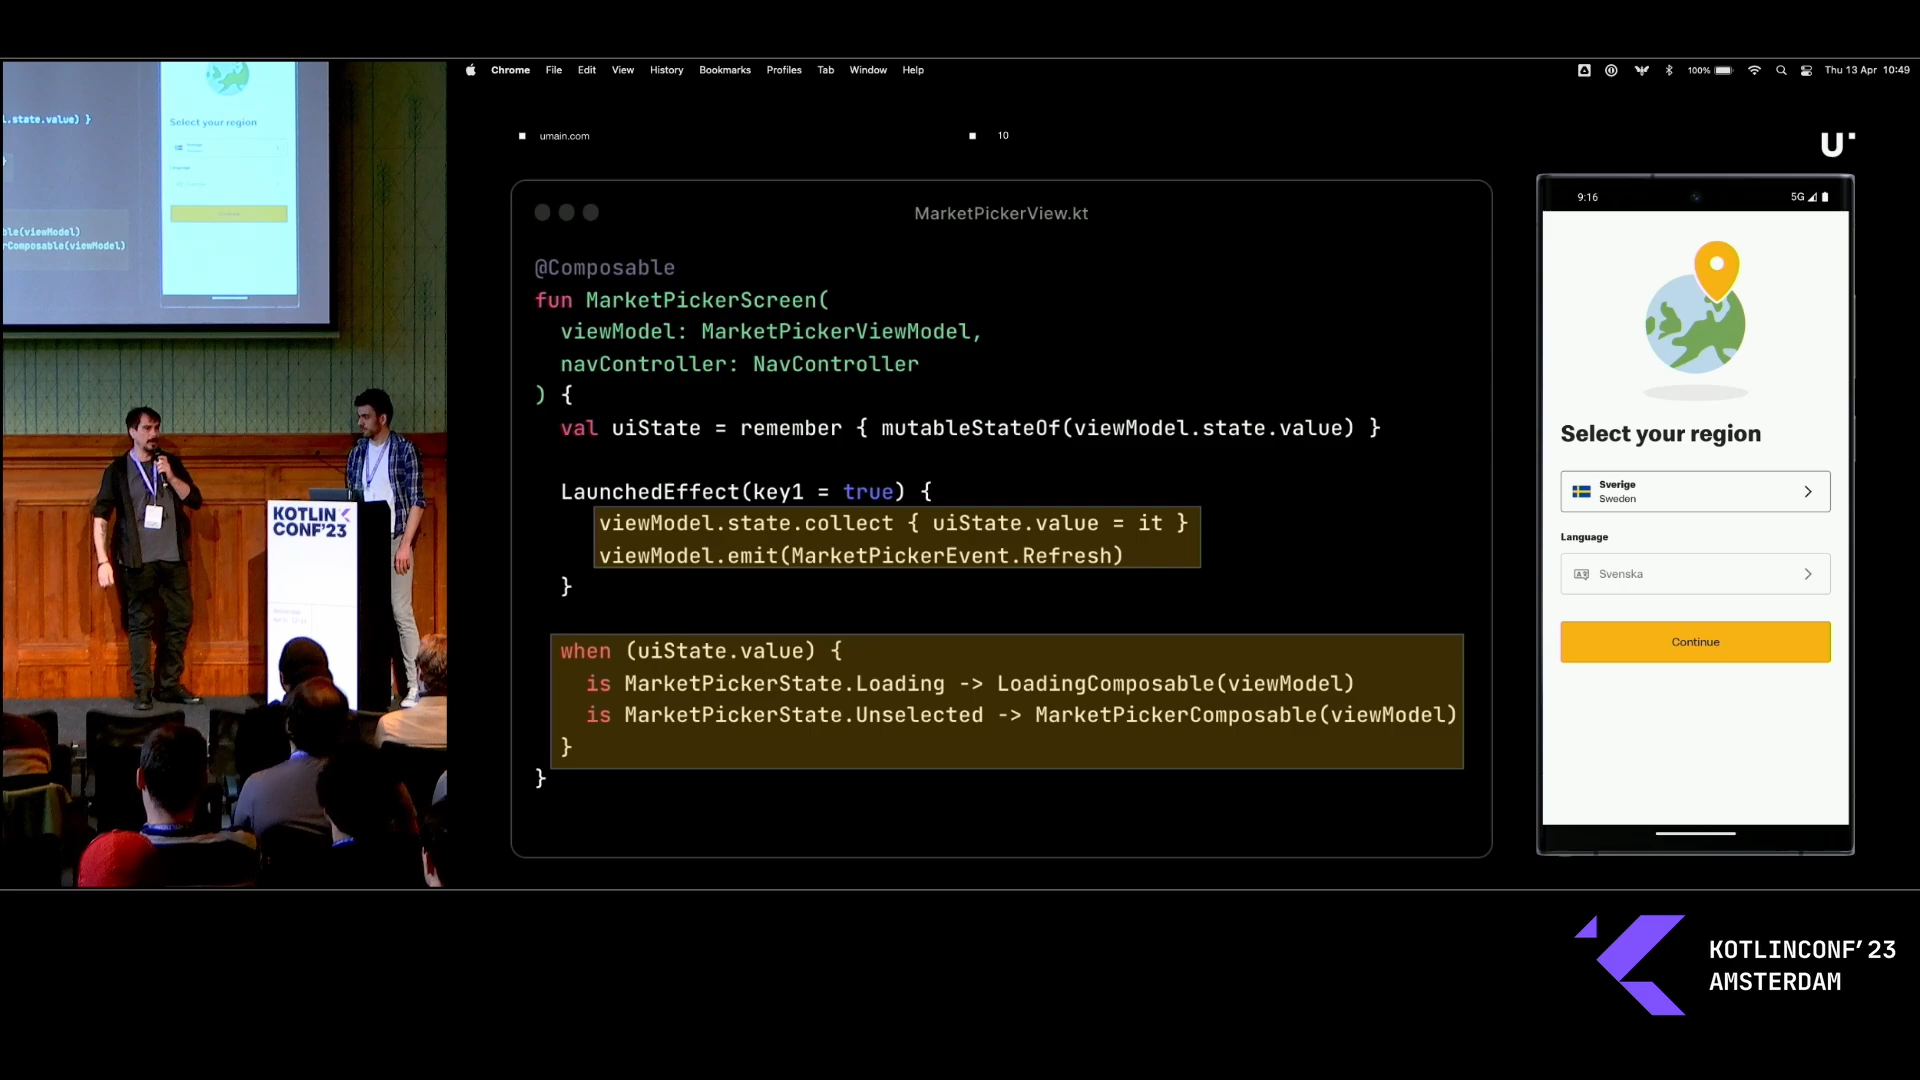 Chrome File Edit View History Bookmarks Profiles Tab Window Help
100% Thu 13 Apr 10:49
umain.com
10
U
MarketPickerView.kt
@Composable
fun MarketPickerScreen(
viewModel: MarketPickerViewModel,
navController: NavController
) {
val uiState = remember { mutableStateOf(viewModel.state.value) }
LaunchedEffect(key1 = true) {
viewModel.state.collect { uiState.value = it }
viewModel.emit(MarketPickerEvent.Refresh)
}
when (uiState.value) {
is MarketPickerState.Loading -> LoadingComposable(viewModel)
is MarketPickerState.Unselected -> MarketPickerComposable(viewModel)
}
}
9:16 5G
Select your region
Sverige
Sweden
Language
Svenska
Continue
l.state.value) }
}
Select your region
ble(viewModel)
rComposable(viewModel)
KOTLIN
CONF'23
KOTLINCONF'23
AMSTERDAM